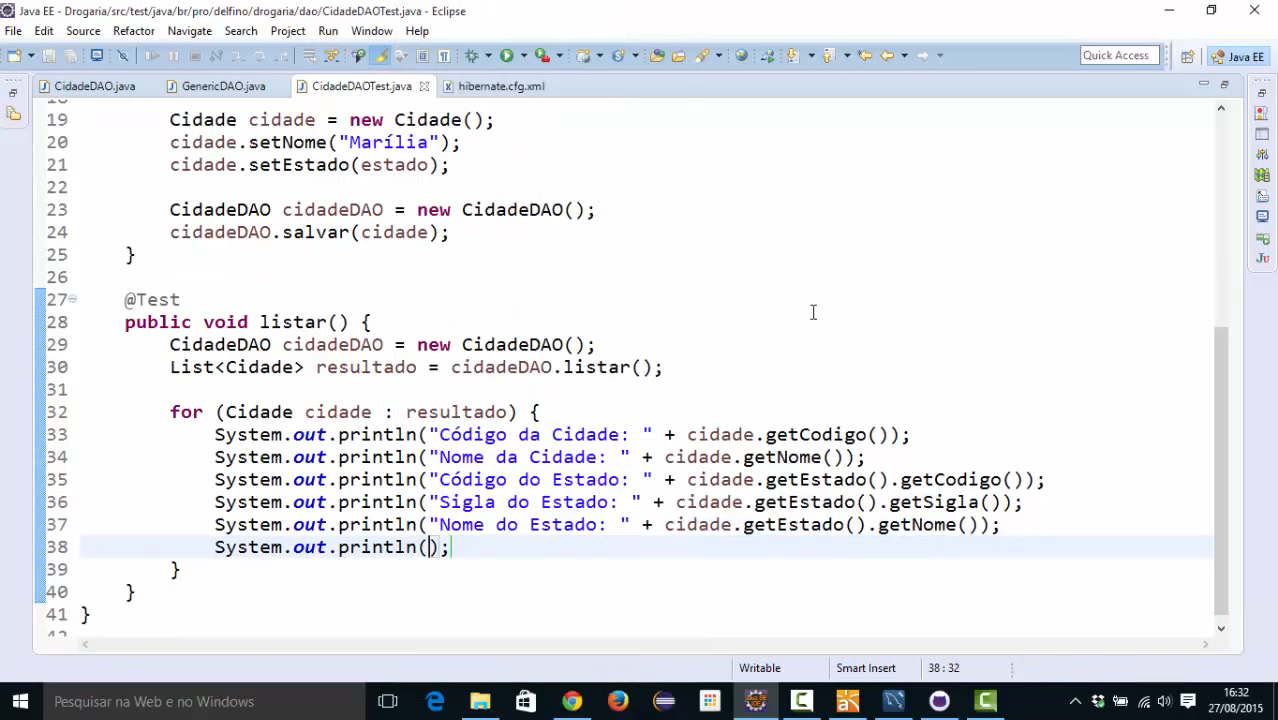 Java EE - Drogaria/src/test/java/br/pro/delfino/drogaria/dao/CidadeDAOTest.java - Eclipse
File Edit Source Refactor Navigate Search Project Run Window Help
Quick Access Java EE
CidadeDAO.java GenericDAO.java CidadeDAOTest.java hibernate.cfg.xml
19 Cidade cidade = new Cidade();
20 cidade.setNome("Marília");
21 cidade.setEstado(estado);
22
23 CidadeDAO cidadeDAO = new CidadeDAO();
24 cidadeDAO.salvar(cidade);
25 }
26
27 @Test
28 public void listar() {
29 CidadeDAO cidadeDAO = new CidadeDAO();
30 List<Cidade> resultado = cidadeDAO.listar();
31
32 for (Cidade cidade : resultado) {
33 System.out.println("Código da Cidade: " + cidade.getCodigo());
34 System.out.println("Nome da Cidade: " + cidade.getNome());
35 System.out.println("Código do Estado: " + cidade.getEstado().getCodigo());
36 System.out.println("Sigla do Estado: " + cidade.getEstado().getSigla());
37 System.out.println("Nome do Estado: " + cidade.getEstado().getNome());
38 System.out.println();
39 }
40 }
41 }
Writable Smart Insert 38 : 32
Pesquisar na Web e no Windows
16:32
27/08/2015